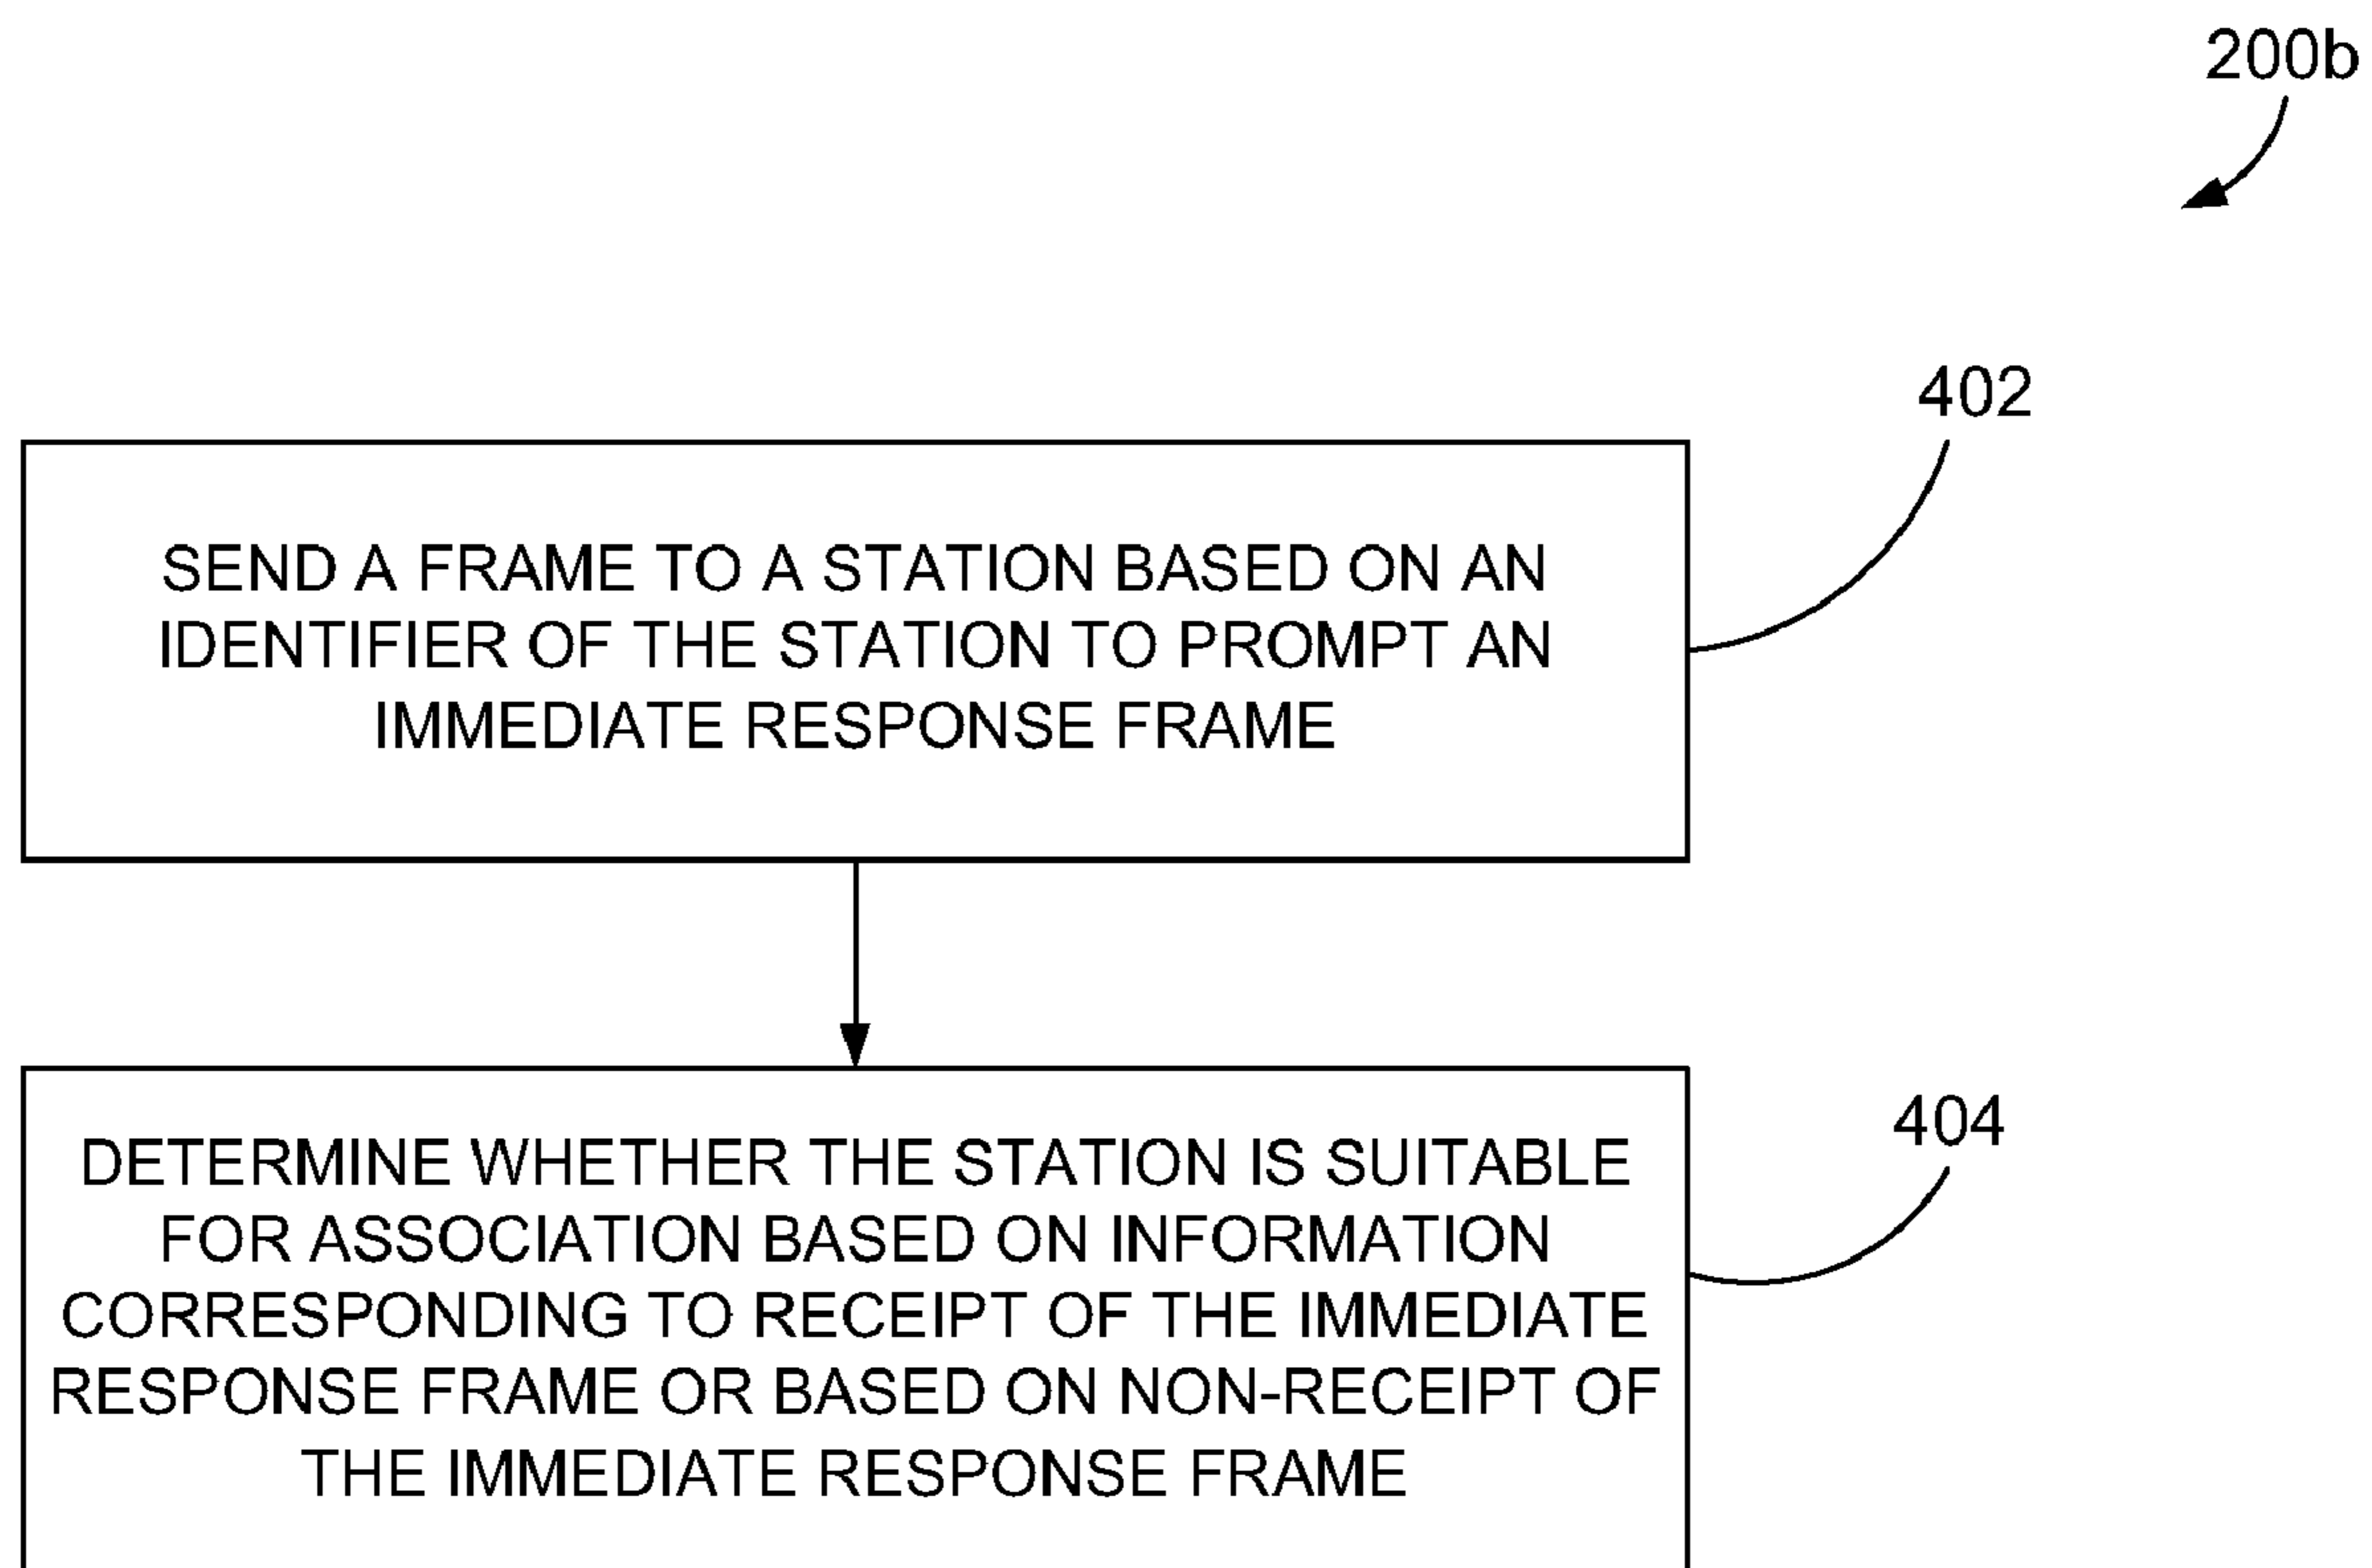 200b
402
SEND A FRAME TO A STATION BASED ON AN
IDENTIFIER OF THE STATION TO PROMPT AN
IMMEDIATE RESPONSE FRAME
404
DETERMINE WHETHER THE STATION IS SUITABLE
FOR ASSOCIATION BASED ON INFORMATION
CORRESPONDING TO RECEIPT OF THE IMMEDIATE
RESPONSE FRAME OR BASED ON NON-RECEIPT OF
THE IMMEDIATE RESPONSE FRAME